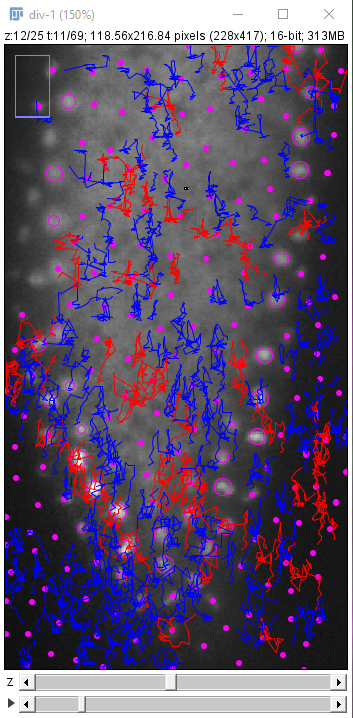 div-1 (150%)
z:12/25 t:11/69; 118.56x216.84 pixels (228x417); 16-bit; 313MB
z